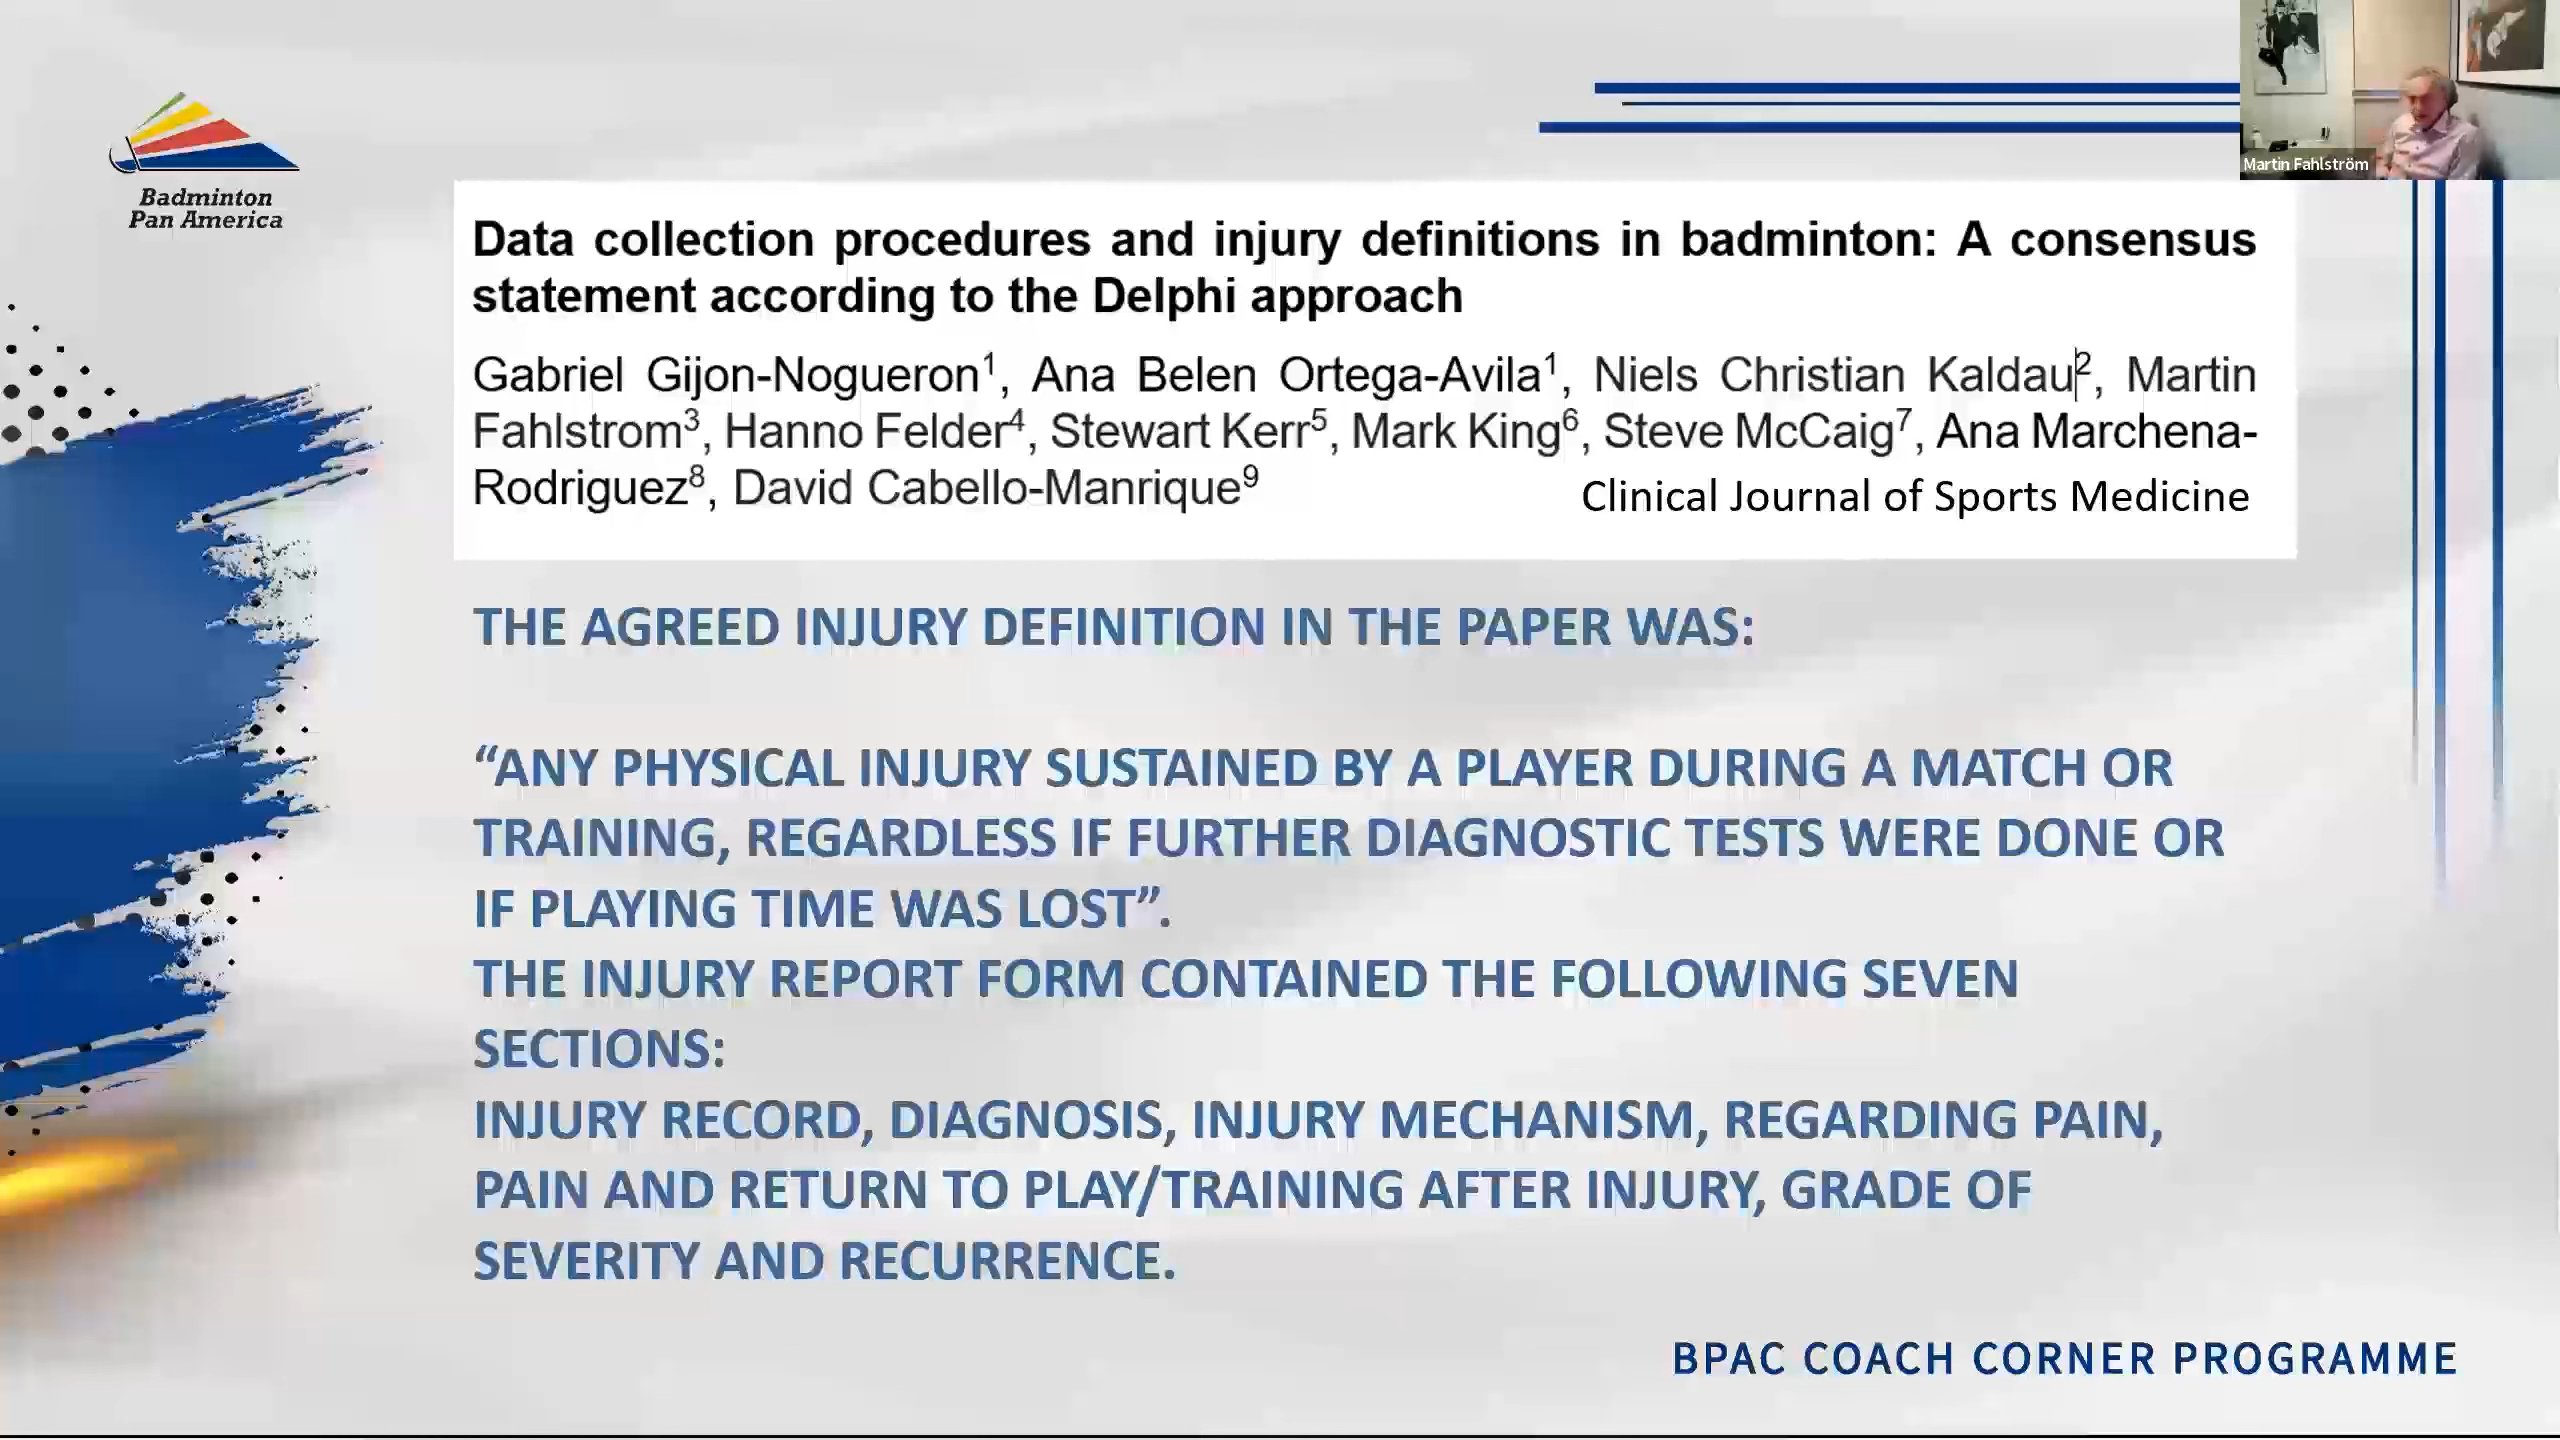 Badminton
Pan America
Martin Fahlström
Data collection procedures and injury definitions in badminton: A consensus
statement according to the Delphi approach
Gabriel Gijon-Nogueron1, Ana Belen Ortega-Avila1, Niels Christian Kaldau2, Martin
Fahlstrom3, Hanno Felder4, Stewart Kerr5, Mark King6, Steve McCaig7, Ana Marchena-
Rodriguez8, David Cabello-Manrique9
Clinical Journal of Sports Medicine
THE AGREED INJURY DEFINITION IN THE PAPER WAS:
“ANY PHYSICAL INJURY SUSTAINED BY A PLAYER DURING A MATCH OR
TRAINING, REGARDLESS IF FURTHER DIAGNOSTIC TESTS WERE DONE OR
IF PLAYING TIME WAS LOST”.
THE INJURY REPORT FORM CONTAINED THE FOLLOWING SEVEN
SECTIONS:
INJURY RECORD, DIAGNOSIS, INJURY MECHANISM, REGARDING PAIN,
PAIN AND RETURN TO PLAY/TRAINING AFTER INJURY, GRADE OF
SEVERITY AND RECURRENCE.
BPAC COACH CORNER PROGRAMME